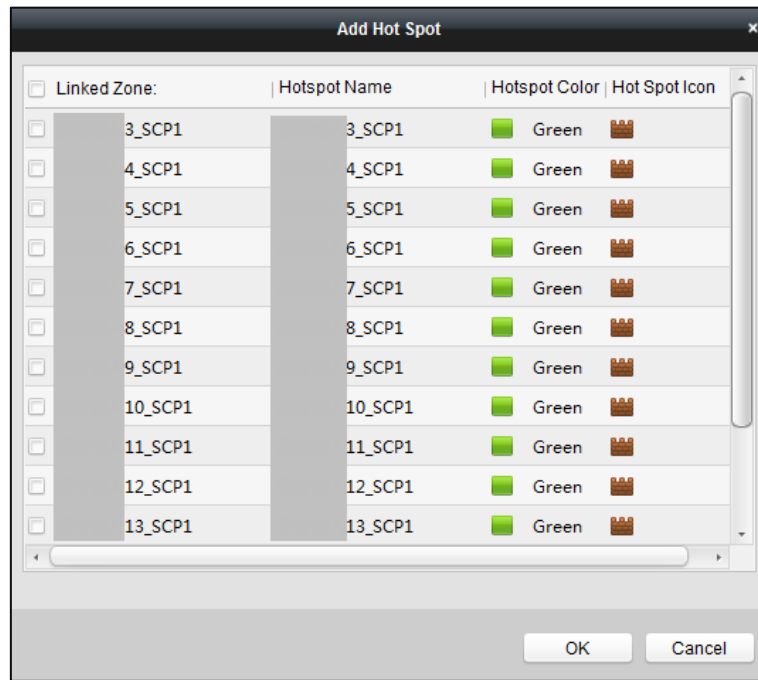 Add Hot Spot ×
Linked Zone: Hotspot Name Hotspot Color Hot Spot Icon
3_SCP1 3_SCP1 Green
4_SCP1 4_SCP1 Green
5_SCP1 5_SCP1 Green
6_SCP1 6_SCP1 Green
7_SCP1 7_SCP1 Green
8_SCP1 8_SCP1 Green
9_SCP1 9_SCP1 Green
10_SCP1 10_SCP1 Green
11_SCP1 11_SCP1 Green
12_SCP1 12_SCP1 Green
13_SCP1 13_SCP1 Green
OK Cancel